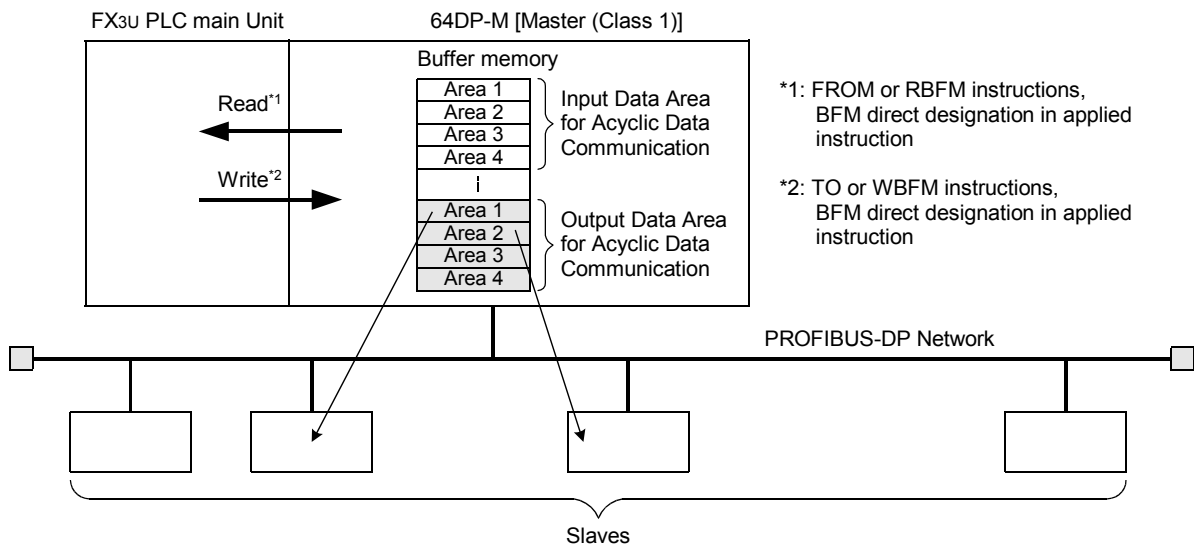 FX3U PLC main Unit
64DP-M [Master (Class 1)]
Buffer memory
Area 1
Area 2
Area 3
Area 4
Input Data Area
for Acyclic Data
Communication
Read*1
Write*2
Area 1
Area 2
Area 3
Area 4
Output Data Area
for Acyclic Data
Communication
*1: FROM or RBFM instructions,
BFM direct designation in applied
instruction
*2: TO or WBFM instructions,
BFM direct designation in applied
instruction
PROFIBUS-DP Network
Slaves